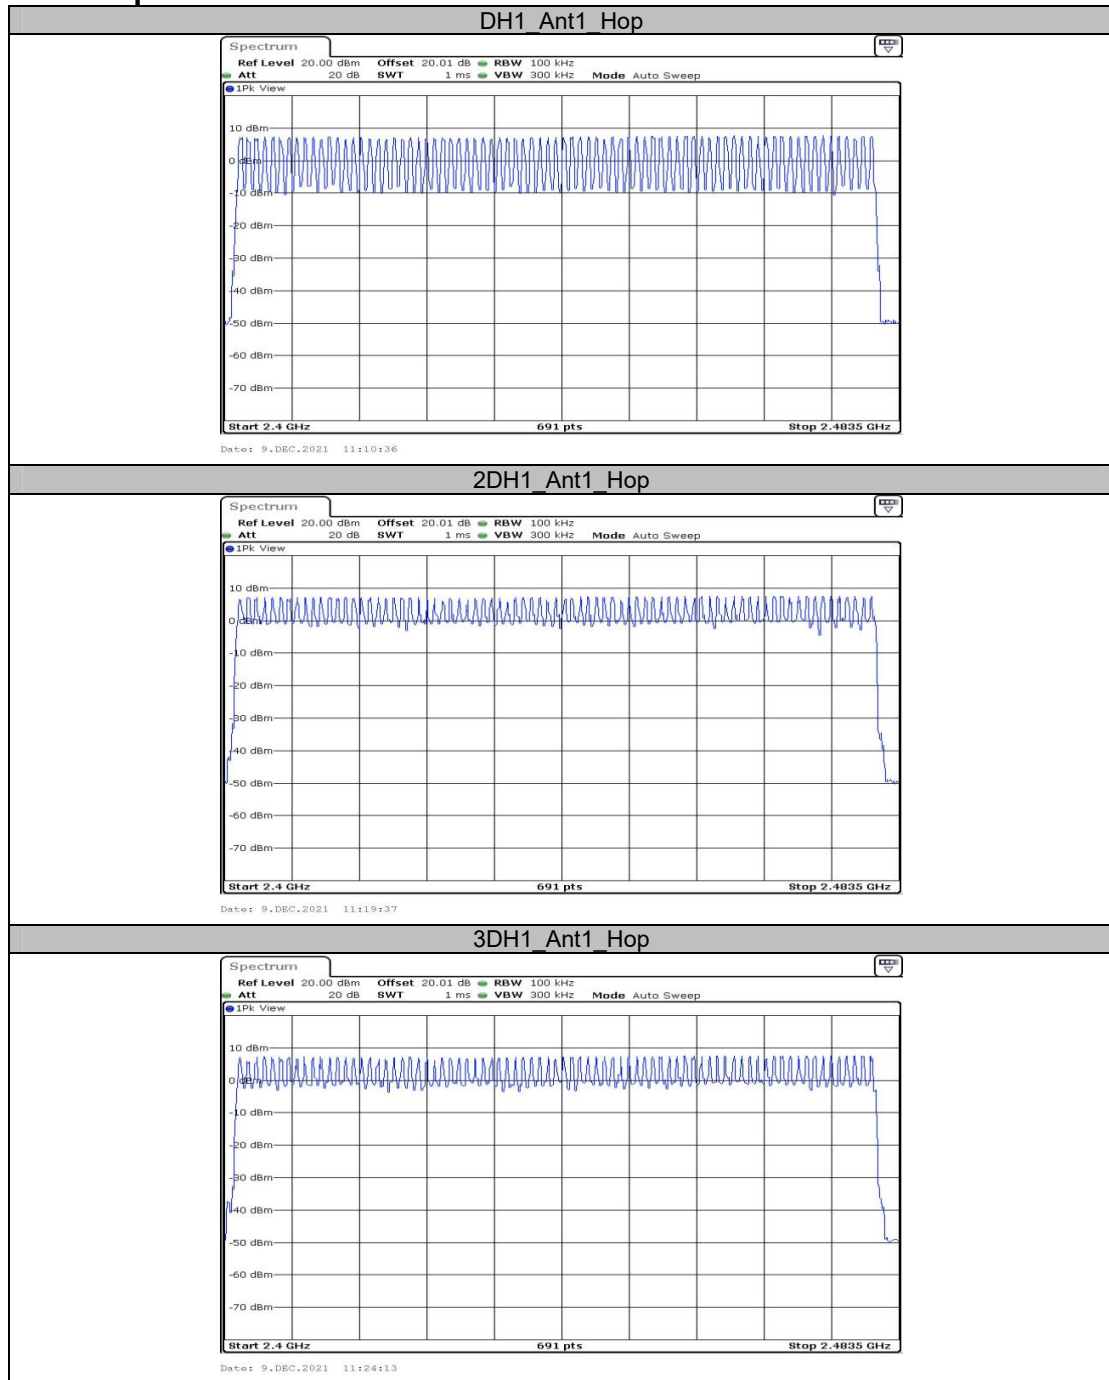 DH1_Ant1_Hop
Spectrum
Ref Level 20.00 dBm Offset 20.01 dB RBW 100 kHz
Att 20 dB SWT 1 ms VBW 300 kHz Mode Auto Sweep
1Pk View
10 dBm
0 dBm
-10 dBm
-20 dBm
-30 dBm
-40 dBm
-50 dBm
-60 dBm
-70 dBm
Start 2.4 GHz 691 pts Stop 2.4835 GHz
Date: 9.DEC.2021 11:10:36
2DH1_Ant1_Hop
Spectrum
Ref Level 20.00 dBm Offset 20.01 dB RBW 100 kHz
Att 20 dB SWT 1 ms VBW 300 kHz Mode Auto Sweep
1Pk View
10 dBm
0 dBm
-10 dBm
-20 dBm
-30 dBm
-40 dBm
-50 dBm
-60 dBm
-70 dBm
Start 2.4 GHz 691 pts Stop 2.4835 GHz
Date: 9.DEC.2021 11:19:37
3DH1_Ant1_Hop
Spectrum
Ref Level 20.00 dBm Offset 20.01 dB RBW 100 kHz
Att 20 dB SWT 1 ms VBW 300 kHz Mode Auto Sweep
1Pk View
10 dBm
0 dBm
-10 dBm
-20 dBm
-30 dBm
-40 dBm
-50 dBm
-60 dBm
-70 dBm
Start 2.4 GHz 691 pts Stop 2.4835 GHz
Date: 9.DEC.2021 11:24:13